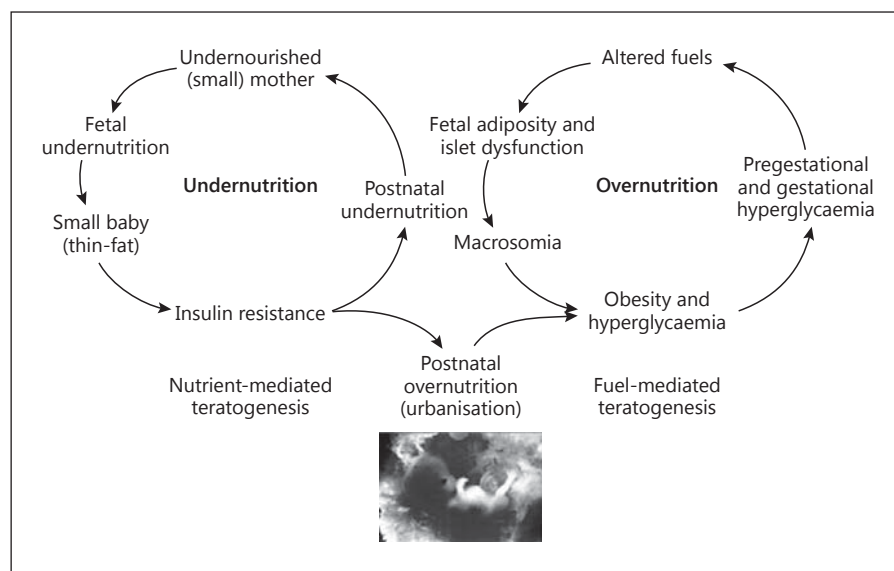 Undernourished
(small) mother
Fetal
undernutrition
Undernutrition
Small baby
(thin-fat)
Postnatal
undernutrition
Insulin resistance
Nutrient-mediated
teratogenesis
Postnatal
overnutrition
(urbanisation)
Altered fuels
Fetal adiposity and
islet dysfunction
Overnutrition
Pregestational
and gestational
hyperglycaemia
Macrosomia
Obesity and
hyperglycaemia
Fuel-mediated
teratogenesis